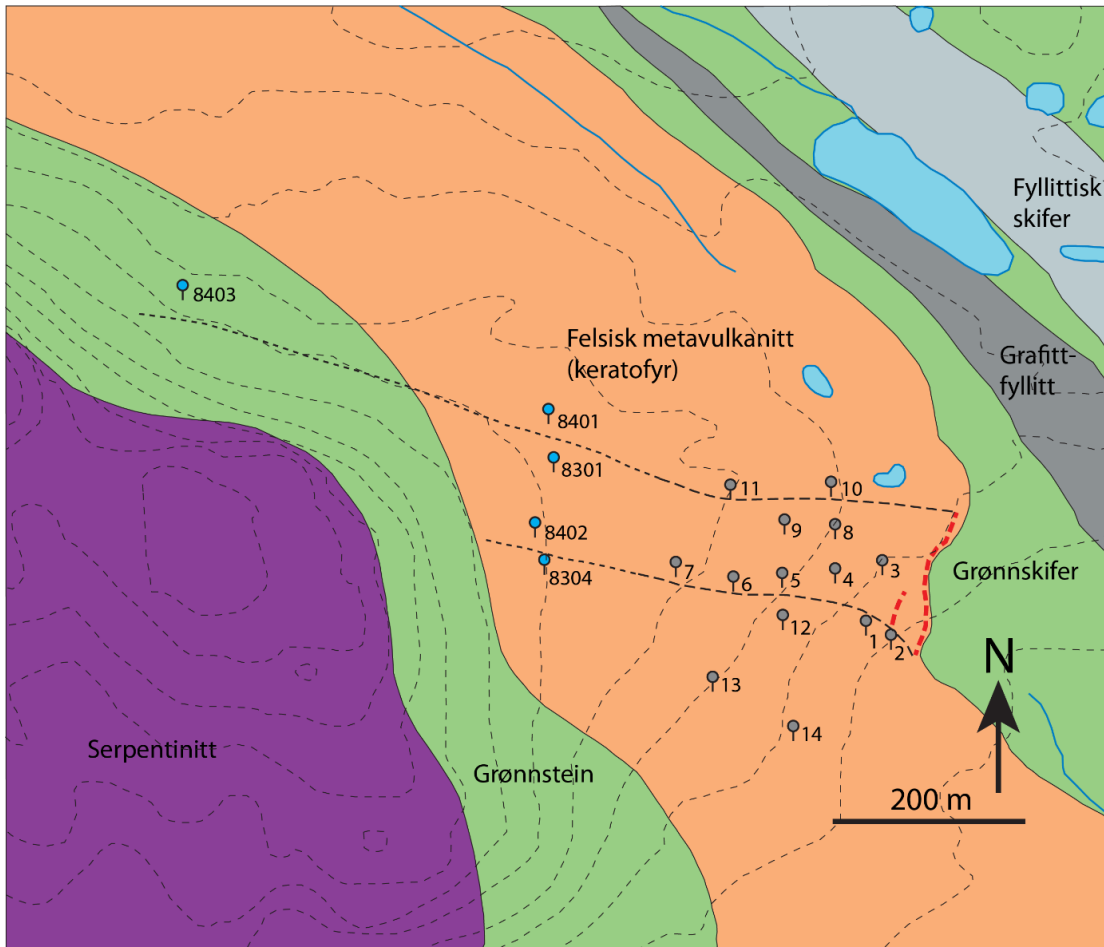 Fyllittisk
skifer
8403
Felsisk metavulkanitt
(keratofyr)
Grafitt-
fyllitt
8401
8301
11
10
8402
9
8
8304
7
6
5
4
3
Grønnskifer
12
1
2
N
13
14
Serpentinitt
Grønnstein
200 m